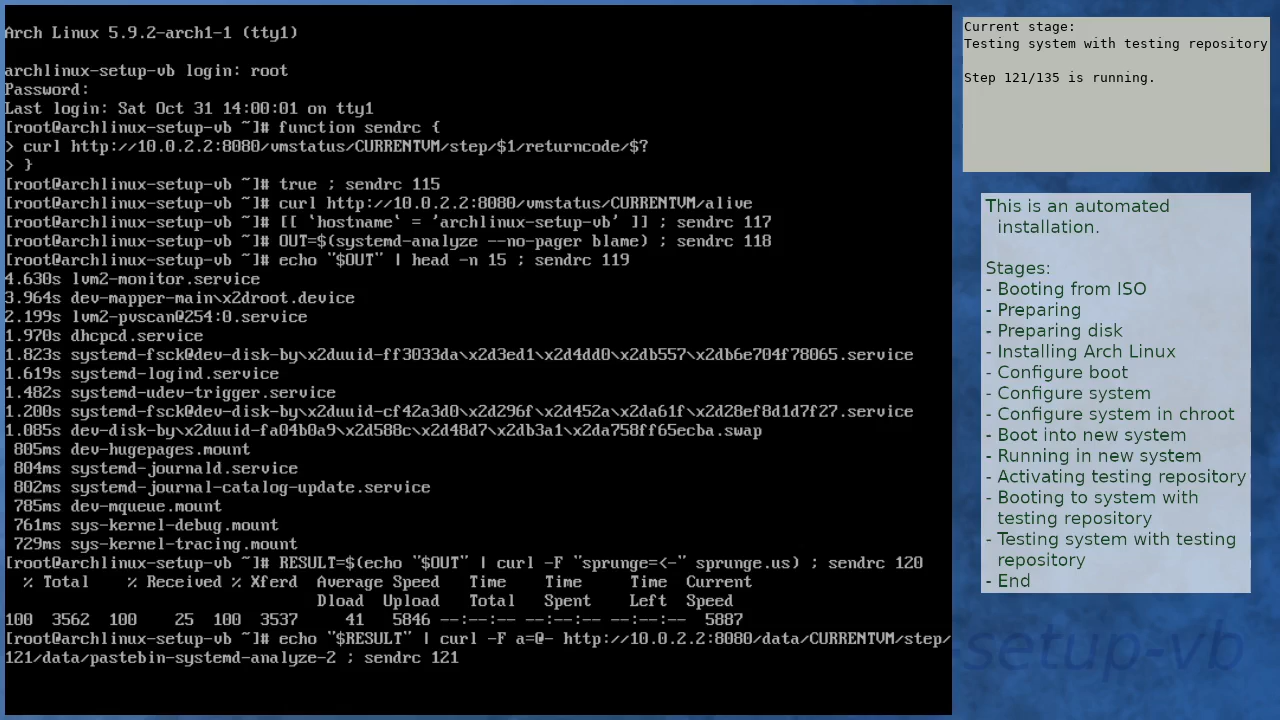 Arch Linux 5.9.2-arch1-1 (tty1)
archlinux-setup-vb login: root
Password:
Last login: Sat Oct 31 14:00:01 on tty1
[root@archlinux-setup-vb ~]# function sendrc {
> curl http://10.0.2.2:8080/vmstatus/CURRENTVM/step/$1/returncode/$?
> }
[root@archlinux-setup-vb ~]# true ; sendrc 115
[root@archlinux-setup-vb ~]# curl http://10.0.2.2:8080/vmstatus/CURRENTVM/alive
[root@archlinux-setup-vb ~]# [[ `hostname` = 'archlinux-setup-vb' ]] ; sendrc 117
[root@archlinux-setup-vb ~]# OUT=$(systemd-analyze --no-pager blame) ; sendrc 118
[root@archlinux-setup-vb ~]# echo "$OUT" | head -n 15 ; sendrc 119
4.630s lvm2-monitor.service
3.964s dev-mapper-main\x2droot.device
2.199s lvm2-pvscan@254:0.service
1.970s dhcpcd.service
1.823s systemd-fsck@dev-disk-by\x2duuid-ff3033da\x2d3ed1\x2d4dd0\x2db557\x2db6e704f78065.service
1.619s systemd-logind.service
1.482s systemd-udev-trigger.service
1.200s systemd-fsck@dev-disk-by\x2duuid-cf42a3d0\x2d296f\x2d452a\x2da61f\x2d28ef8d1d7f27.service
1.085s dev-disk-by\x2duuid-fa04b0a9\x2d588c\x2d48d7\x2db3a1\x2da758ff65ecba.swap
805ms dev-hugepages.mount
804ms systemd-journald.service
802ms systemd-journal-catalog-update.service
785ms dev-mqueue.mount
761ms sys-kernel-debug.mount
729ms sys-kernel-tracing.mount
[root@archlinux-setup-vb ~]# RESULT=$(echo "$OUT" | curl -F "sprunge=<-" sprunge.us) ; sendrc 120
% Total % Received % Xferd Average Speed Time Time Time Current
Dload Upload Total Spent Left Speed
100 3562 100 25 100 3537 41 5846 --:--:-- --:--:-- --:--:-- 5887
[root@archlinux-setup-vb ~]# echo "$RESULT" | curl -F a=@- http://10.0.2.2:8080/data/CURRENTVM/step/
121/data/pastebin-systemd-analyze-2 ; sendrc 121
Current stage:
Testing system with testing repository
Step 121/135 is running.
This is an automated
installation.
Stages:
- Booting from ISO
- Preparing
- Preparing disk
- Installing Arch Linux
- Configure boot
- Configure system
- Configure system in chroot
- Boot into new system
- Running in new system
- Activating testing repository
- Booting to system with
testing repository
- Testing system with testing
repository
- End
-setup-vb